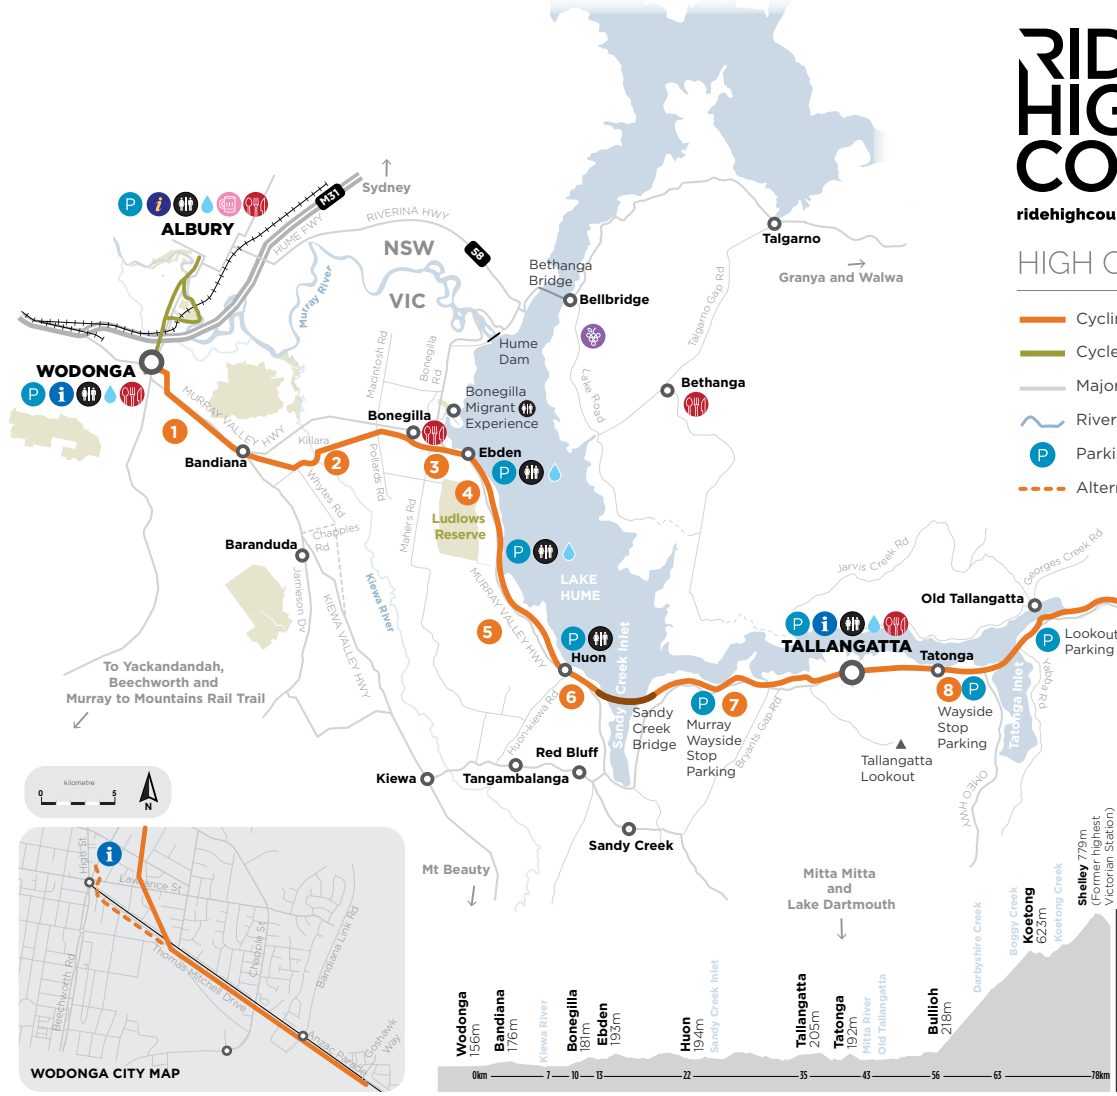 RID
HIG
CO
ridehighcou
HIGH C
Cyclin
Cycle
Major
River
P Parki
Altern
Sydney
M31
HUME FWY
RIVERINA HWY
58
P i
ALBURY
NSW
VIC
Murray River
Bethanga
Bridge
Bellbridge
Talgarno
Granya and Walwa
Talgarno Gap Rd
Lake Road
Hume
Dam
Bethanga
WODONGA
P i
MURRAY VALLEY HWY
1
Bandiana
Macintosh Rd
Bonegilla
Rd
Bonegilla
Migrant
Experience
Bonegilla
Killara
2
3
Ebden
P
4
Pollards Rd
Whytes Rd
Mahers Rd
Ludlows
Reserve
Chapples
Rd
Baranduda
Jamieson Dv
KIEWA VALLEY HWY
Kiewa River
P
LAKE
HUME
MURRAY VALLEY HWY
5
P
Huon
6
Sandy Creek Inlet
Sandy
Creek
Bridge
Huon-kiewa Rd
P
7
Murray
Wayside
Stop
Parking
Bryants Gap Rd
P i
TALLANGATTA
Jarvis Creek Rd
Georges Creek Rd
Old Tallangatta
Tatonga
8 P
Wayside
Stop
Parking
P Lookout
Parking
Yabba Rd
Tatonga Inlet
OMEO HWY
Tallangatta
Lookout
To Yackandandah,
Beechworth and
Murray to Mountains Rail Trail
Kiewa
Tangambalanga
Red Bluff
Sandy Creek
Mt Beauty
Mitta Mitta
and
Lake Dartmouth
kilometre
0 5
N
i
High St
Lawrance St
Thomas-Mitchell Drive
Chapple St
Bandiana Link Rd
Beechworth Rd
Anzac Parade
Goshawk
Way
WODONGA CITY MAP
Wodonga
156m
Bandiana
176m
Kiewa River
Bonegilla
181m
Ebden
193m
Huon
194m
Sandy Creek Inlet
Tallangatta
205m
Tatonga
192m
Mitta River
Old Tallangatta
Bullioh
218m
Darbyshire Creek
Boggy Creek
Koetong
623m
Koetong Creek
Shelley 779m
(Former highest
Victorian Station)
0km 7 10 13 22 35 43 56 63 78km